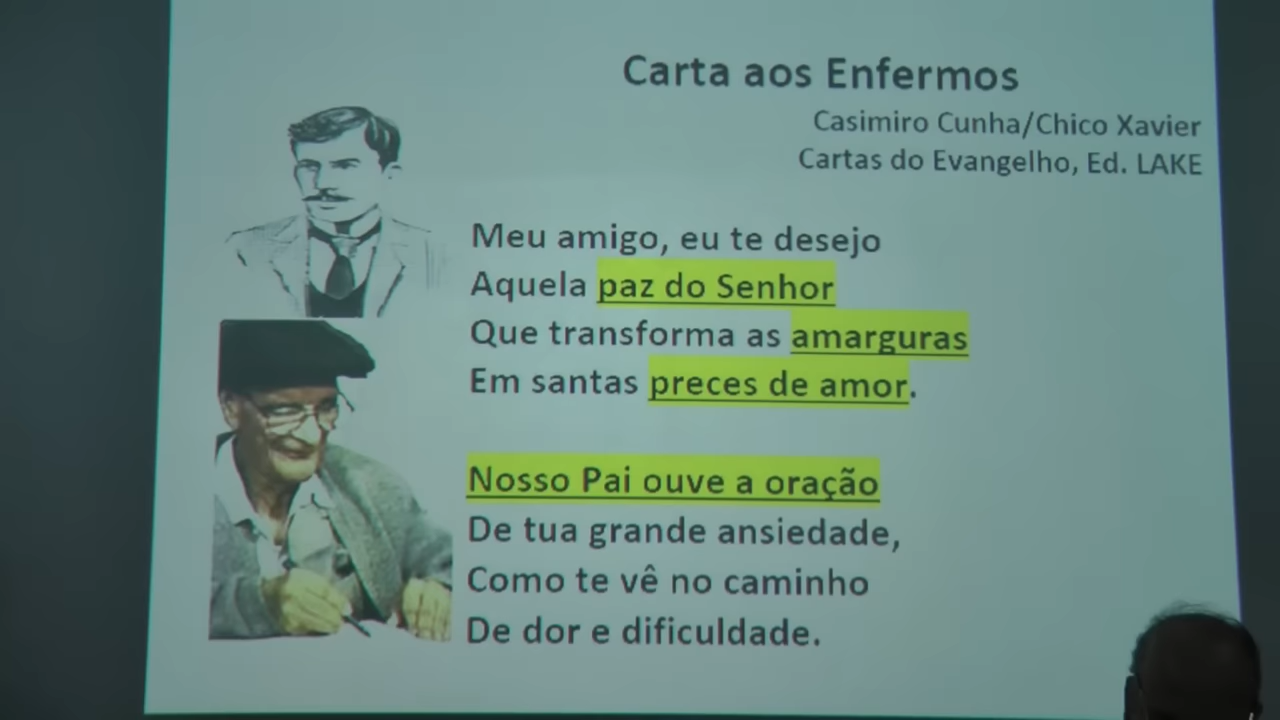 Carta aos Enfermos
Casimiro Cunha/Chico Xavier
Cartas do Evangelho, Ed. LAKE
Meu amigo, eu te desejo
Aquela paz do Senhor
Que transforma as amarguras
Em santas preces de amor.
Nosso Pai ouve a oração
De tua grande ansiedade,
Como te vê no caminho
De dor e dificuldade.